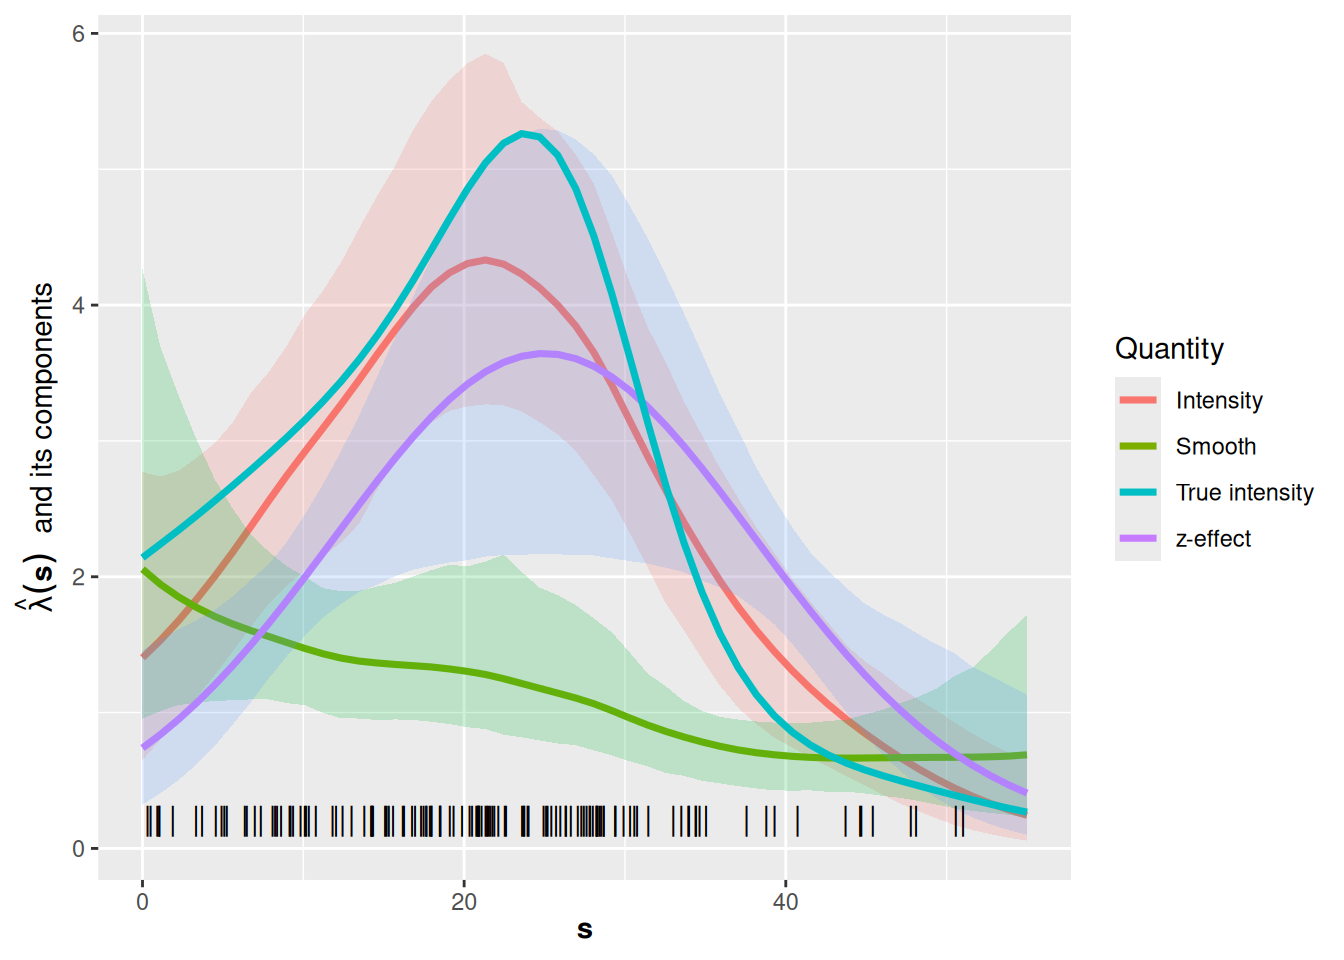 6
4
2
0
0
20
40
s
λ̂(s) and its components
Quantity
Intensity
Smooth
True intensity
z-effect